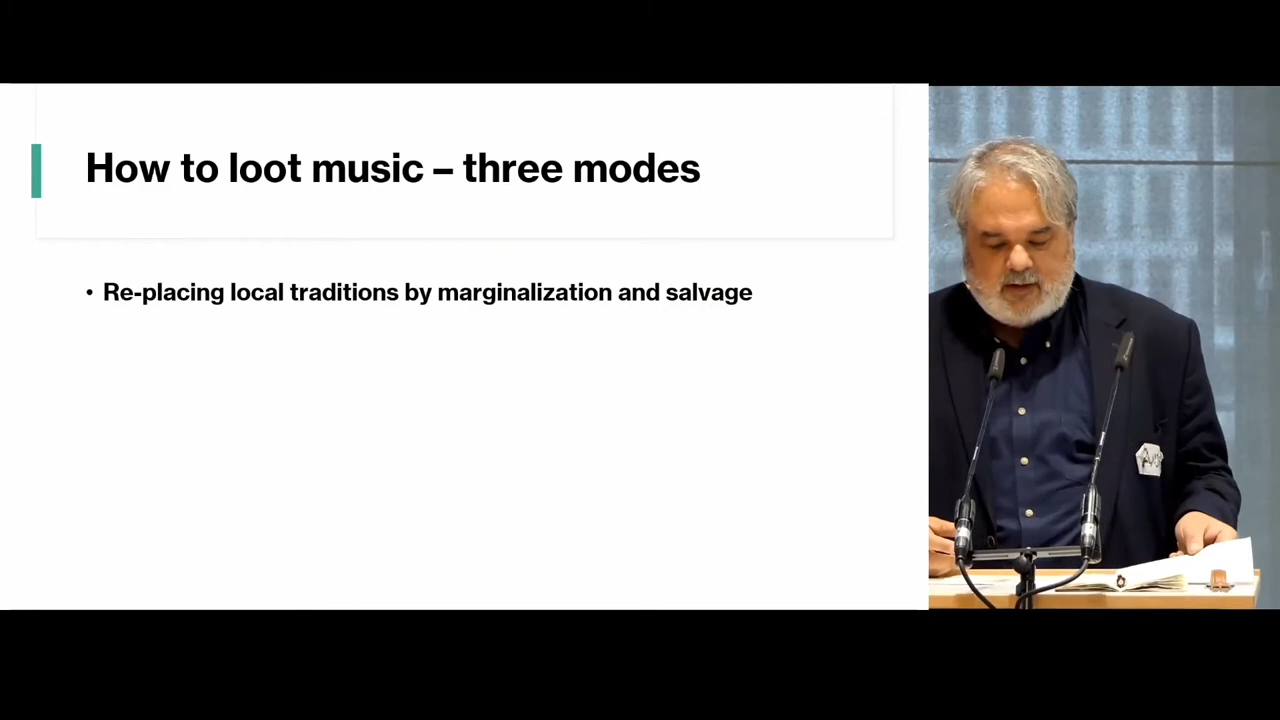 How to loot music – three modes
• Re-placing local traditions by marginalization and salvage